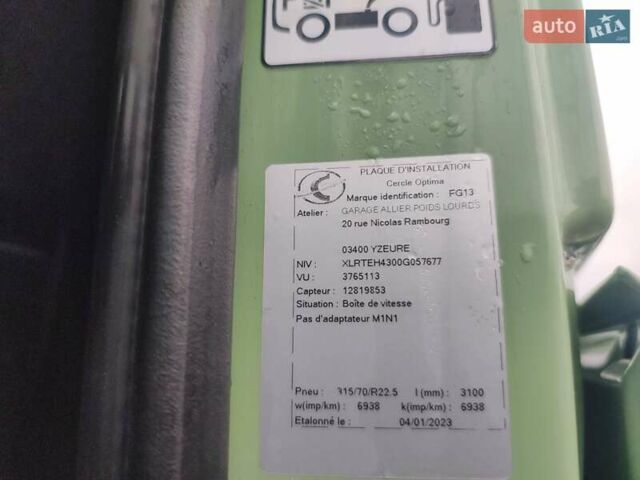 auto RIA.com
PLAQUE D'INSTALLATION
Cercle Optima
Marque identification : FG13
Atelier : GARAGE ALLIER POIDS LOURDS
20 rue Nicolas Rambourg
03400 YZEURE
NIV : XLRTEH4300G057677
VU : 3765113
Capteur : 12819853
Situation : Boîte de vitesse
Pas d'adaptateur M1N1
Pneu : 315/70/R22.5 l (mm) : 3100
w(imp/km) : 6938 k(imp/km) : 6938
Etalonné le : 04/01/2023